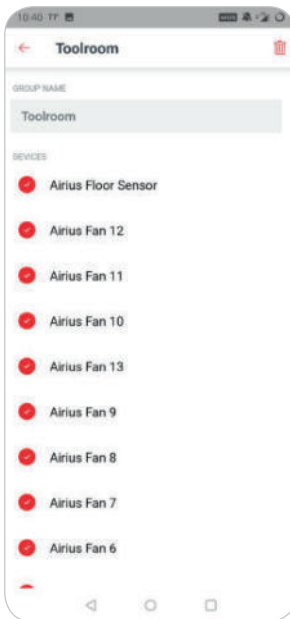 10:40
Toolroom
GROUP NAME
Toolroom
DEVICES
Airius Floor Sensor
Airius Fan 12
Airius Fan 11
Airius Fan 10
Airius Fan 13
Airius Fan 9
Airius Fan 8
Airius Fan 7
Airius Fan 6